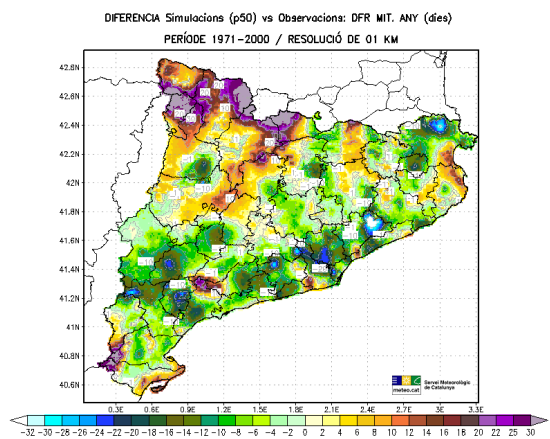 DIFERENCIA Simulacions (p50) vs Observacions: DFR MIT. ANY (dies)
PERÍODE 1971-2000 / RESOLUCIÓ DE 01 KM
42.8N
42.6N
42.4N
42.2N
42N
41.8N
41.6N
41.4N
41.2N
41N
40.8N
40.6N
meteo.cat
Servei Meteorològic
de Catalunya
0.3E 0.6E 0.9E 1.2E 1.5E 1.8E 2.1E 2.4E 2.7E 3E 3.3E
-32 -30 -28 -26 -24 -22 -20 -18 -16 -14 -12 -10 -8 -6 -4 -2 0 2 4 6 8 10 12 14 16 18 20 22 25 30